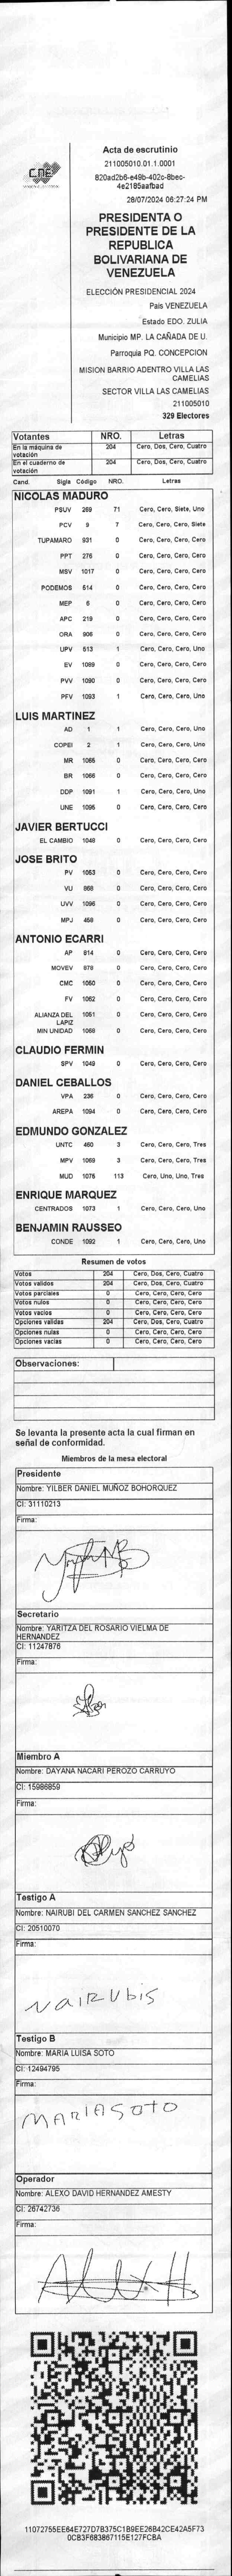 Acta de escrutinio
CNE
211005010.01.1.0001
820ad2b6-e49b-402c-8bec-
4e2185aafbad
28/07/2024 06:27:24 PM
PRESIDENTA O
PRESIDENTE DE LA
REPUBLICA
BOLIVARIANA DE
VENEZUELA
ELECCIÓN PRESIDENCIAL 2024
País VENEZUELA
Estado EDO. ZULIA
Municipio MP. LA CAÑADA DE U.
Parroquia PQ. CONCEPCION
MISION BARRIO ADENTRO VILLA LAS
CAMELIAS
SECTOR VILLA LAS CAMELIAS
211005010
329 Electores
Votantes NRO. Letras
En la máquina de votación 204 Cero, Dos, Cero, Cuatro
En el cuaderno de votación 204 Cero, Dos, Cero, Cuatro
Cand. Sigla Código NRO. Letras
NICOLAS MADURO
PSUV 269 71 Cero, Cero, Siete, Uno
PCV 9 7 Cero, Cero, Cero, Siete
TUPAMARO 931 0 Cero, Cero, Cero, Cero
PPT 276 0 Cero, Cero, Cero, Cero
MSV 1017 0 Cero, Cero, Cero, Cero
PODEMOS 514 0 Cero, Cero, Cero, Cero
MEP 6 0 Cero, Cero, Cero, Cero
APC 219 0 Cero, Cero, Cero, Cero
ORA 906 0 Cero, Cero, Cero, Cero
UPV 513 1 Cero, Cero, Cero, Uno
EV 1089 0 Cero, Cero, Cero, Cero
PVV 1090 0 Cero, Cero, Cero, Cero
PFV 1093 1 Cero, Cero, Cero, Uno
LUIS MARTINEZ
AD 1 1 Cero, Cero, Cero, Uno
COPEI 2 1 Cero, Cero, Cero, Uno
MR 1065 0 Cero, Cero, Cero, Cero
BR 1066 0 Cero, Cero, Cero, Cero
DDP 1091 1 Cero, Cero, Cero, Uno
UNE 1095 0 Cero, Cero, Cero, Cero
JAVIER BERTUCCI
EL CAMBIO 1048 0 Cero, Cero, Cero, Cero
JOSE BRITO
PV 1053 0 Cero, Cero, Cero, Cero
VU 868 0 Cero, Cero, Cero, Cero
UVV 1096 0 Cero, Cero, Cero, Cero
MPJ 458 0 Cero, Cero, Cero, Cero
ANTONIO ECARRI
AP 814 0 Cero, Cero, Cero, Cero
MOVEV 878 0 Cero, Cero, Cero, Cero
CMC 1050 0 Cero, Cero, Cero, Cero
FV 1062 0 Cero, Cero, Cero, Cero
ALIANZA DEL LAPIZ 1051 0 Cero, Cero, Cero, Cero
MIN UNIDAD 1068 0 Cero, Cero, Cero, Cero
CLAUDIO FERMIN
SPV 1049 0 Cero, Cero, Cero, Cero
DANIEL CEBALLOS
VPA 236 0 Cero, Cero, Cero, Cero
AREPA 1094 0 Cero, Cero, Cero, Cero
EDMUNDO GONZALEZ
UNTC 460 3 Cero, Cero, Cero, Tres
MPV 1069 3 Cero, Cero, Cero, Tres
MUD 1075 113 Cero, Uno, Uno, Tres
ENRIQUE MARQUEZ
CENTRADOS 1073 1 Cero, Cero, Cero, Uno
BENJAMIN RAUSSEO
CONDE 1092 1 Cero, Cero, Cero, Uno
Resumen de votos
Votos 204 Cero, Dos, Cero, Cuatro
Votos validos 204 Cero, Dos, Cero, Cuatro
Votos parciales 0 Cero, Cero, Cero, Cero
Votos nulos 0 Cero, Cero, Cero, Cero
Votos vacios 0 Cero, Cero, Cero, Cero
Opciones validas 204 Cero, Dos, Cero, Cuatro
Opciones nulas 0 Cero, Cero, Cero, Cero
Opciones vacias 0 Cero, Cero, Cero, Cero
Observaciones:
Se levanta la presente acta la cual firman en
señal de conformidad.
Miembros de la mesa electoral
Presidente
Nombre: YILBER DANIEL MUÑOZ BOHORQUEZ
CI: 31110213
Firma:
Secretario
Nombre: YARITZA DEL ROSARIO VIELMA DE
HERNANDEZ
CI: 11247876
Firma:
Miembro A
Nombre: DAYANA NACARI PEROZO CARRUYO
CI: 15986859
Firma:
Testigo A
Nombre: NAIRUBI DEL CARMEN SANCHEZ SANCHEZ
CI: 20510070
Firma:
NAIRUbis
Testigo B
Nombre: MARIA LUISA SOTO
CI: 12494795
Firma:
MARIA SOTO
Operador
Nombre: ALEXO DAVID HERNANDEZ AMESTY
CI: 26742736
Firma:
11072755EE64E727D7B375C1B9EE26B42CE42A5F73
0CB3F683867115E127FCBA